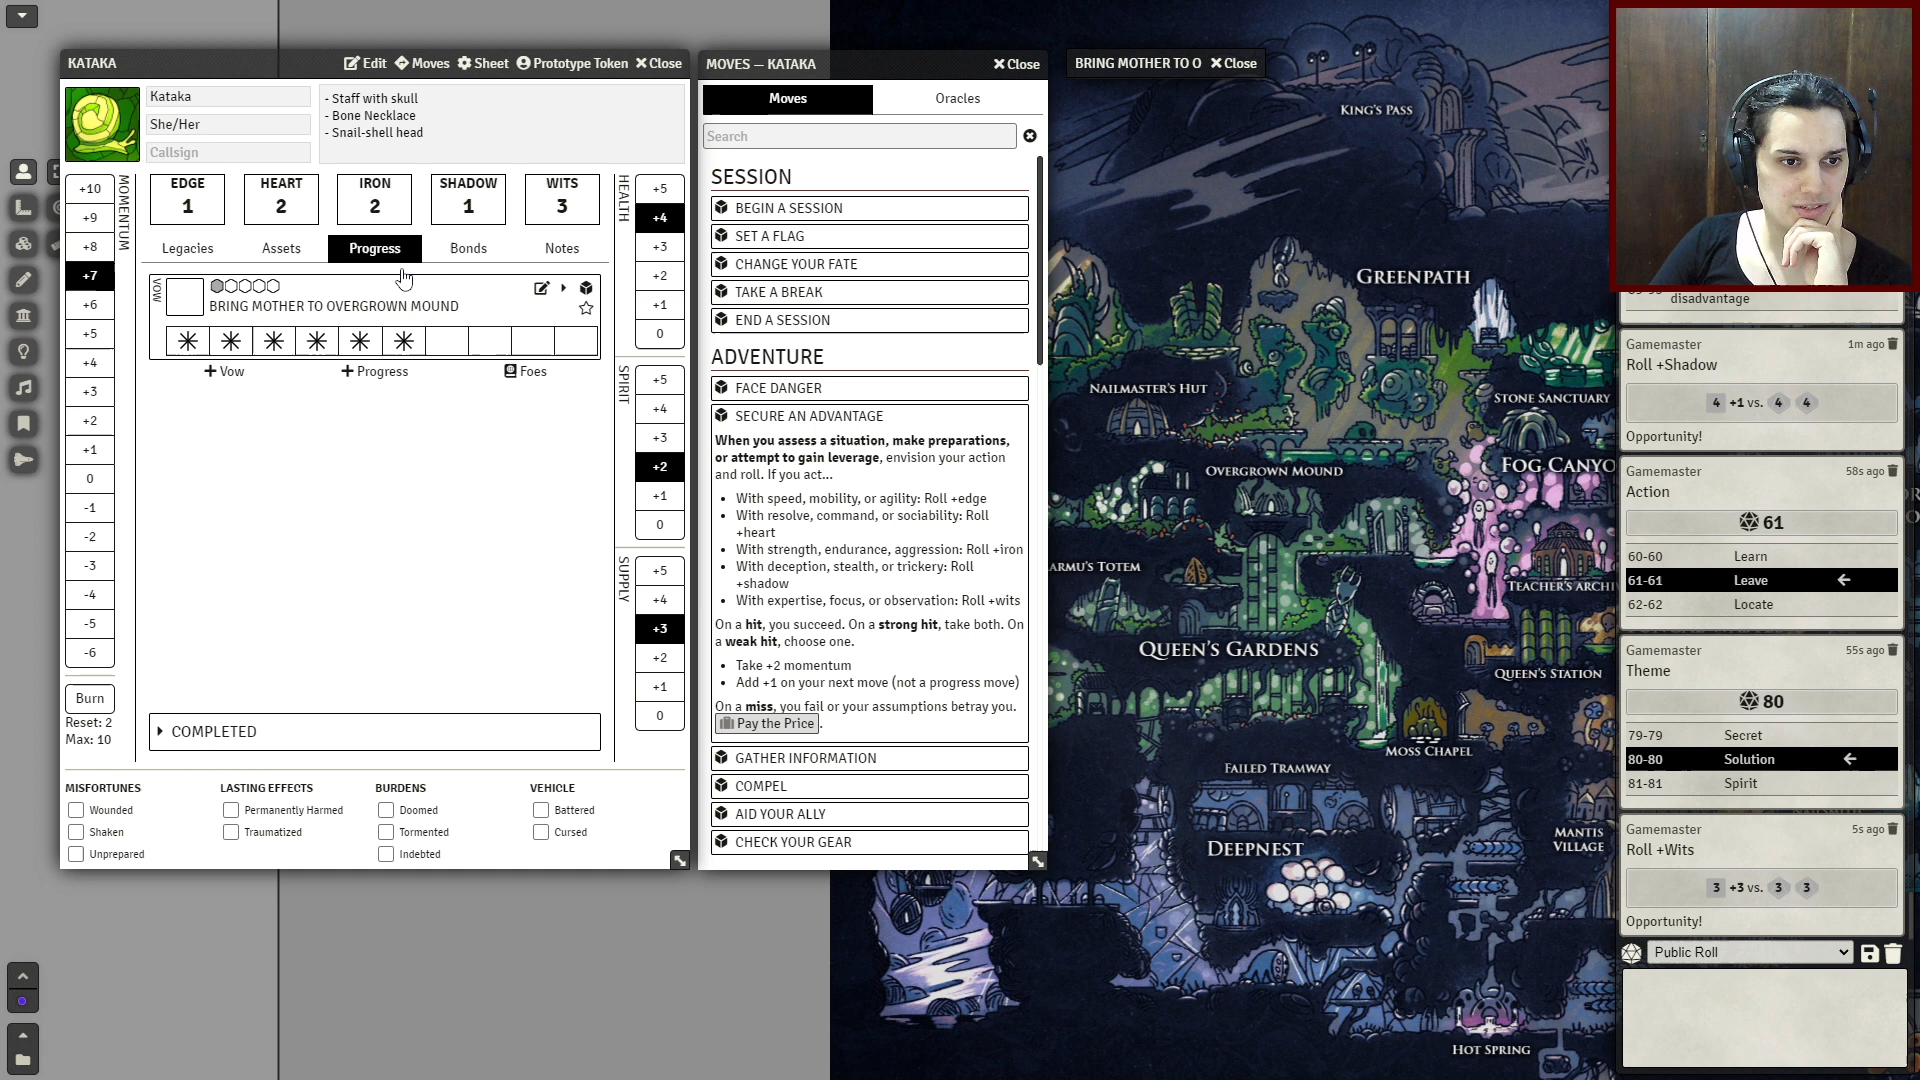 KATAKA
Edit
Moves
Sheet
Prototype Token
Close
Kataka
She/Her
Callsign
- Staff with skull
- Bone Necklace
- Snail-shell head
MOMENTUM
+10
+9
+8
+7
+6
+5
+4
+3
+2
+1
0
-1
-2
-3
-4
-5
-6
Burn
Reset: 2
Max: 10
EDGE
1
HEART
2
IRON
2
SHADOW
1
WITS
3
Legacies
Assets
Progress
Bonds
Notes
VOW
BRING MOTHER TO OVERGROWN MOUND
Vow
Progress
Foes
COMPLETED
HEALTH
+5
+4
+3
+2
+1
0
SPIRIT
+5
+4
+3
+2
+1
0
SUPPLY
+5
+4
+3
+2
+1
0
MISFORTUNES
Wounded
Shaken
Unprepared
LASTING EFFECTS
Permanently Harmed
Traumatized
BURDENS
Doomed
Tormented
Indebted
VEHICLE
Battered
Cursed
MOVES — KATAKA
Close
Moves
Oracles
Search
SESSION
BEGIN A SESSION
SET A FLAG
CHANGE YOUR FATE
TAKE A BREAK
END A SESSION
ADVENTURE
FACE DANGER
SECURE AN ADVANTAGE
When you assess a situation, make preparations,
or attempt to gain leverage, envision your action
and roll. If you act...
• With speed, mobility, or agility: Roll +edge
• With resolve, command, or sociability: Roll
+heart
• With strength, endurance, aggression: Roll +iron
• With deception, stealth, or trickery: Roll
+shadow
• With expertise, focus, or observation: Roll +wits
On a hit, you succeed. On a strong hit, take both. On
a weak hit, choose one.
• Take +2 momentum
• Add +1 on your next move (not a progress move)
On a miss, you fail or your assumptions betray you.
Pay the Price.
GATHER INFORMATION
COMPEL
AID YOUR ALLY
CHECK YOUR GEAR
BRING MOTHER TO O
Close
KING'S PASS
GREENPATH
NAILMASTER'S HUT
STONE SANCTUARY
OVERGROWN MOUND
FOG CANYO
ARMU'S TOTEM
TEACHER'S ARCHI
QUEEN'S GARDENS
QUEEN'S STATION
MOSS CHAPEL
FAILED TRAMWAY
MANTIS
VILLAGE
DEEPNEST
HOT SPRING
disadvantage
Gamemaster
1m ago
Roll +Shadow
4 +1 vs. 4 4
Opportunity!
Gamemaster
58s ago
Action
61
60-60 Learn
61-61 Leave
62-62 Locate
Gamemaster
55s ago
Theme
80
79-79 Secret
80-80 Solution
81-81 Spirit
Gamemaster
5s ago
Roll +Wits
3 +3 vs. 3 3
Opportunity!
Public Roll